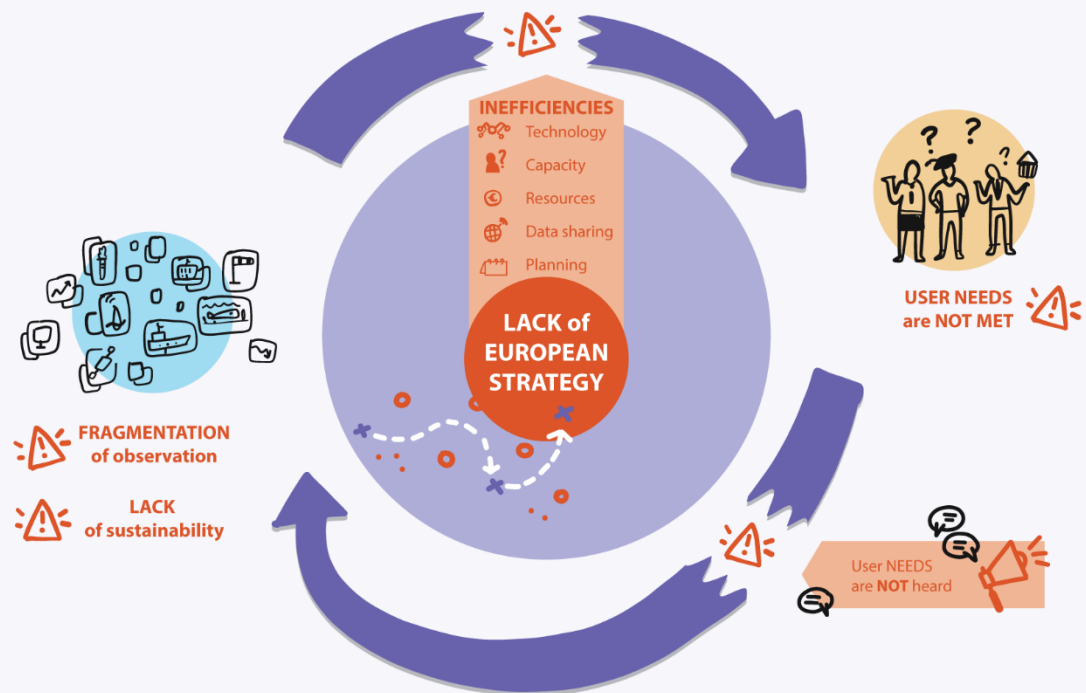 INEFFICIENCIES
Technology
Capacity
Resources
Data sharing
Planning
LACK of
EUROPEAN
STRATEGY
USER NEEDS
are NOT MET
User NEEDS
are NOT heard
FRAGMENTATION
of observation
LACK
of sustainability